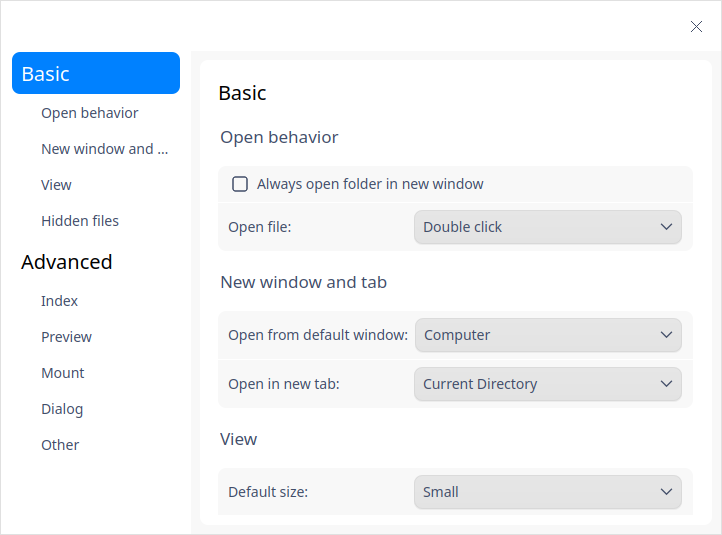 Basic
Open behavior
New window and ...
View
Hidden files
Advanced
Index
Preview
Mount
Dialog
Other
Basic
Open behavior
Always open folder in new window
Open file: Double click
New window and tab
Open from default window: Computer
Open in new tab: Current Directory
View
Default size: Small